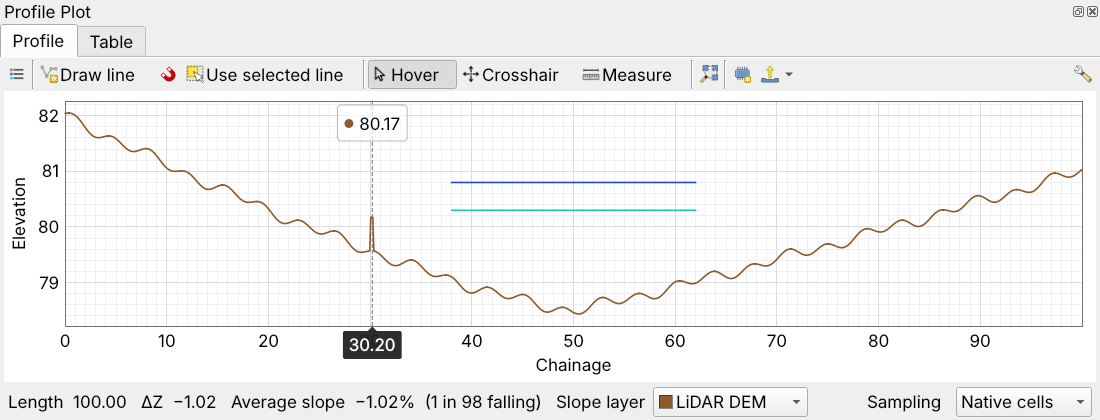 Profile Plot
Profile Table
Draw line Use selected line Hover Crosshair Measure
80.17
82
81
80
79
Elevation
0 10 20 30.20 40 50 60 70 80 90
Chainage
Length 100.00 ΔZ −1.02 Average slope −1.02% (1 in 98 falling) Slope layer LiDAR DEM Sampling Native cells